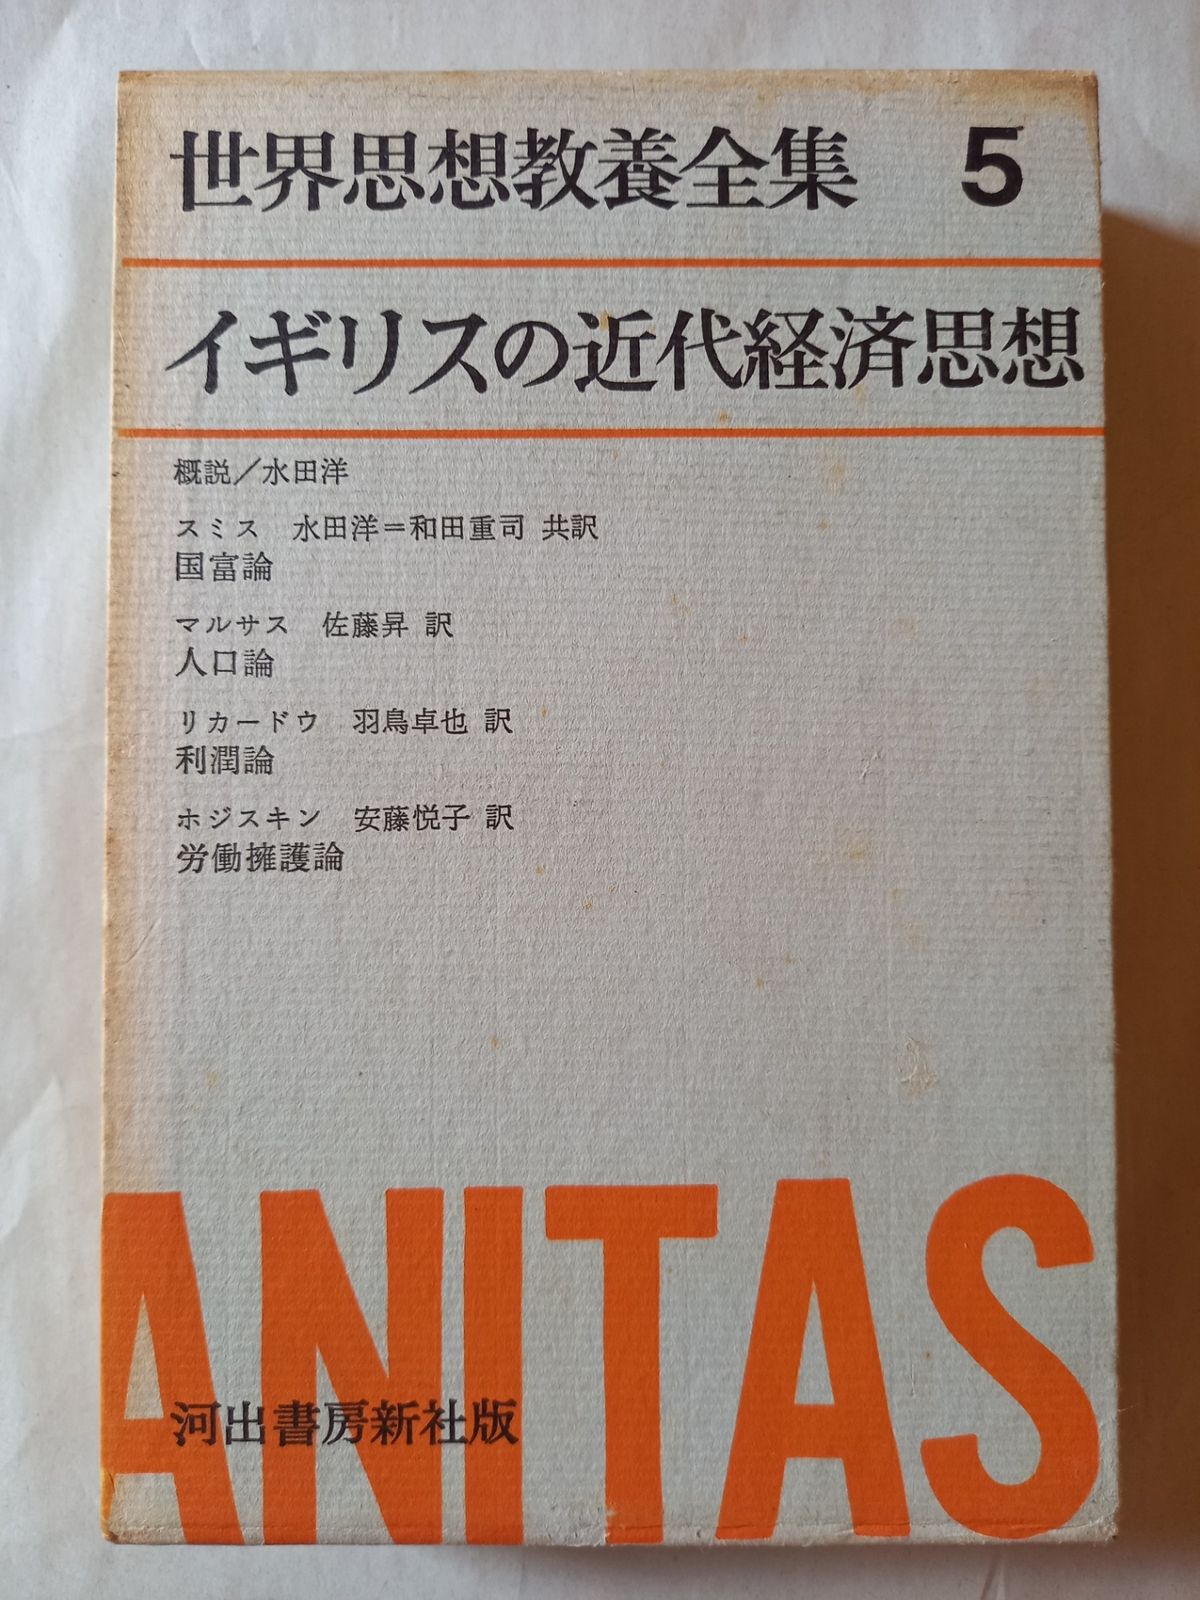 世界思想教養全集 5
イギリスの近代経済思想
概説／水田洋
スミス 水田洋＝和田重司 共訳
国富論
マルサス 佐藤昇 訳
人口論
リカードウ 羽鳥卓也 訳
利潤論
ホジスキン 安藤悦子 訳
労働擁護論
ANITAS
河出書房新社版